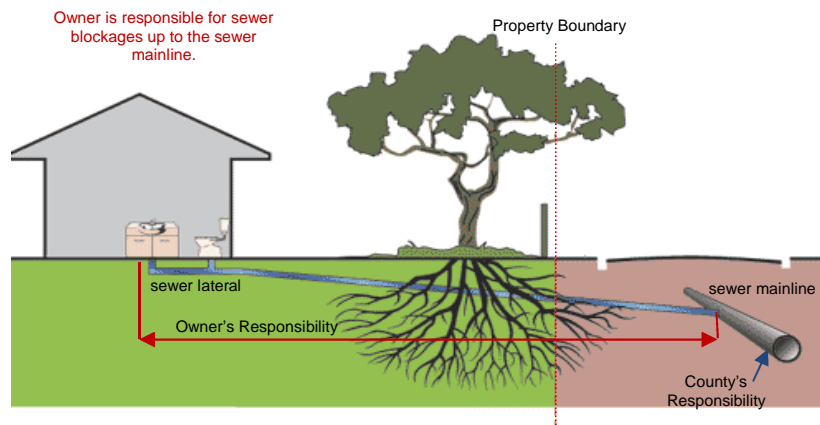 Owner is responsible for sewer
blockages up to the sewer
mainline.
Property Boundary
sewer lateral
sewer mainline
Owner's Responsibility
County's
Responsibility